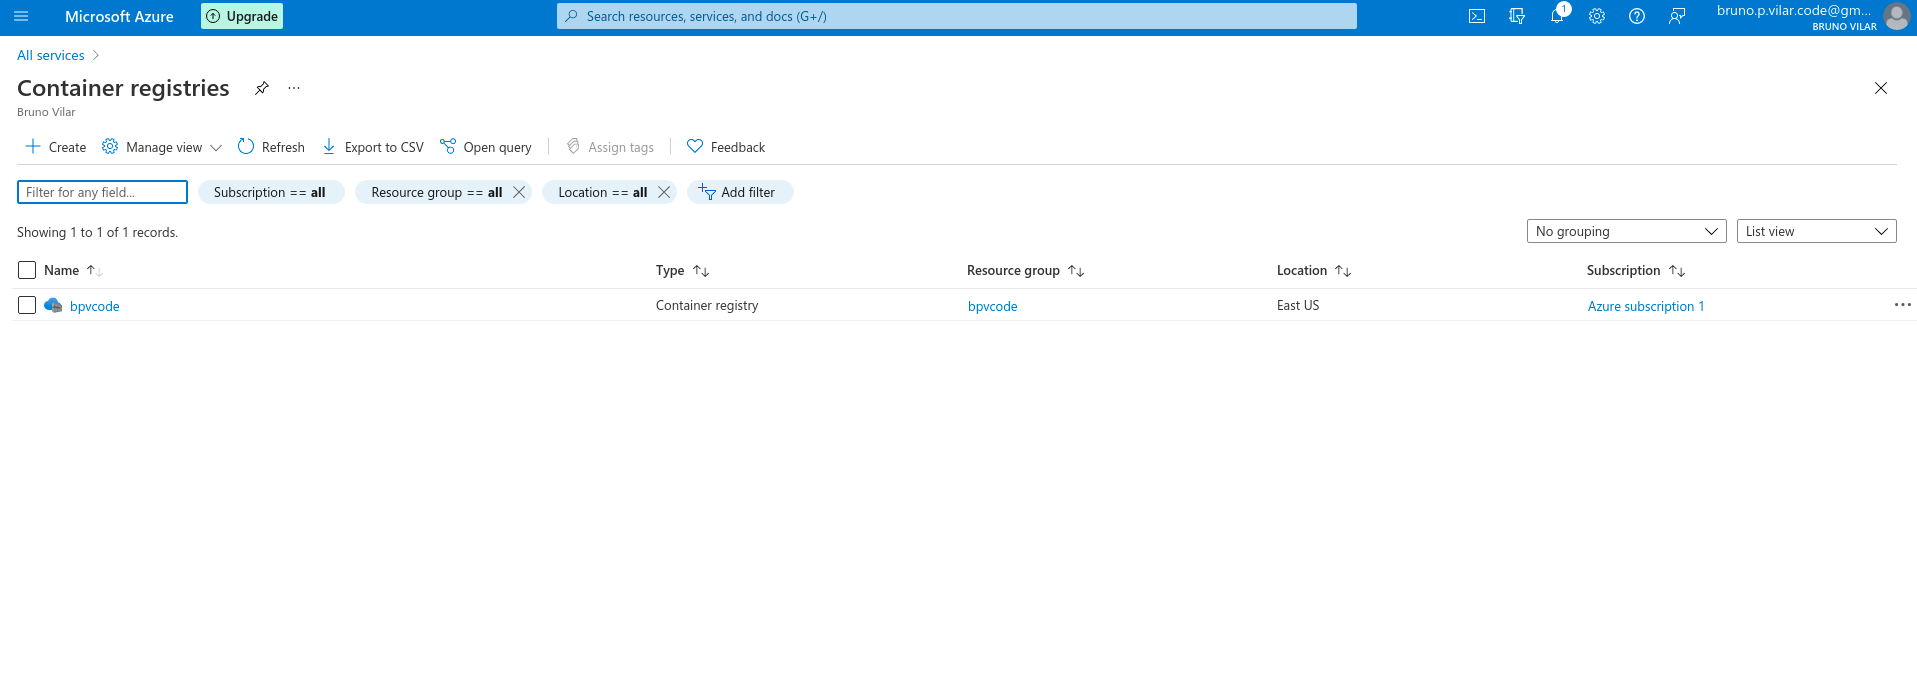 Microsoft Azure Upgrade Search resources, services, and docs (G+/) 1 bruno.p.vilar.code@gm...
BRUNO VILAR
All services
Container registries ...
Bruno Vilar
Create Manage view Refresh Export to CSV Open query Assign tags Feedback
Filter for any field... Subscription == all Resource group == all Location == all Add filter
Showing 1 to 1 of 1 records. No grouping List view
Name Type Resource group Location Subscription
bpvcode Container registry bpvcode East US Azure subscription 1 ...